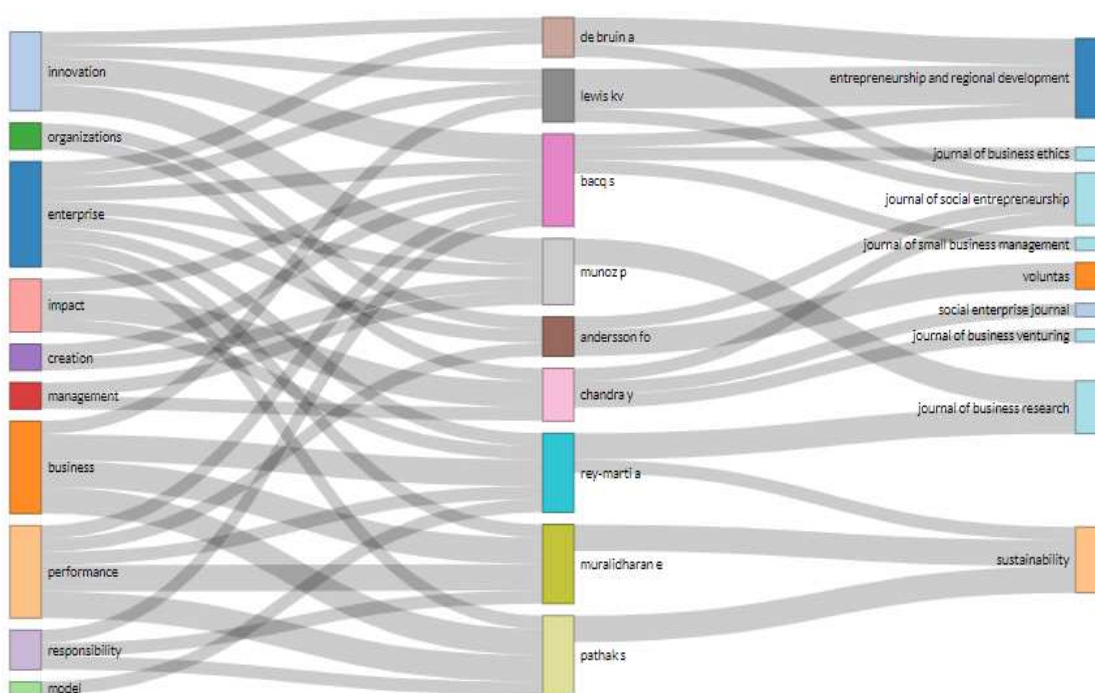 innovation
organizations
enterprise
impact
creation
management
business
performance
responsibility
model
de bruin a
lewis kv
bacq s
munoz p
andersson fo
chandra y
rey-marti a
muralidharan e
pathak s
entrepreneurship and regional development
journal of business ethics
journal of social entrepreneurship
journal of small business management
voluntas
social enterprise journal
journal of business venturing
journal of business research
sustainability